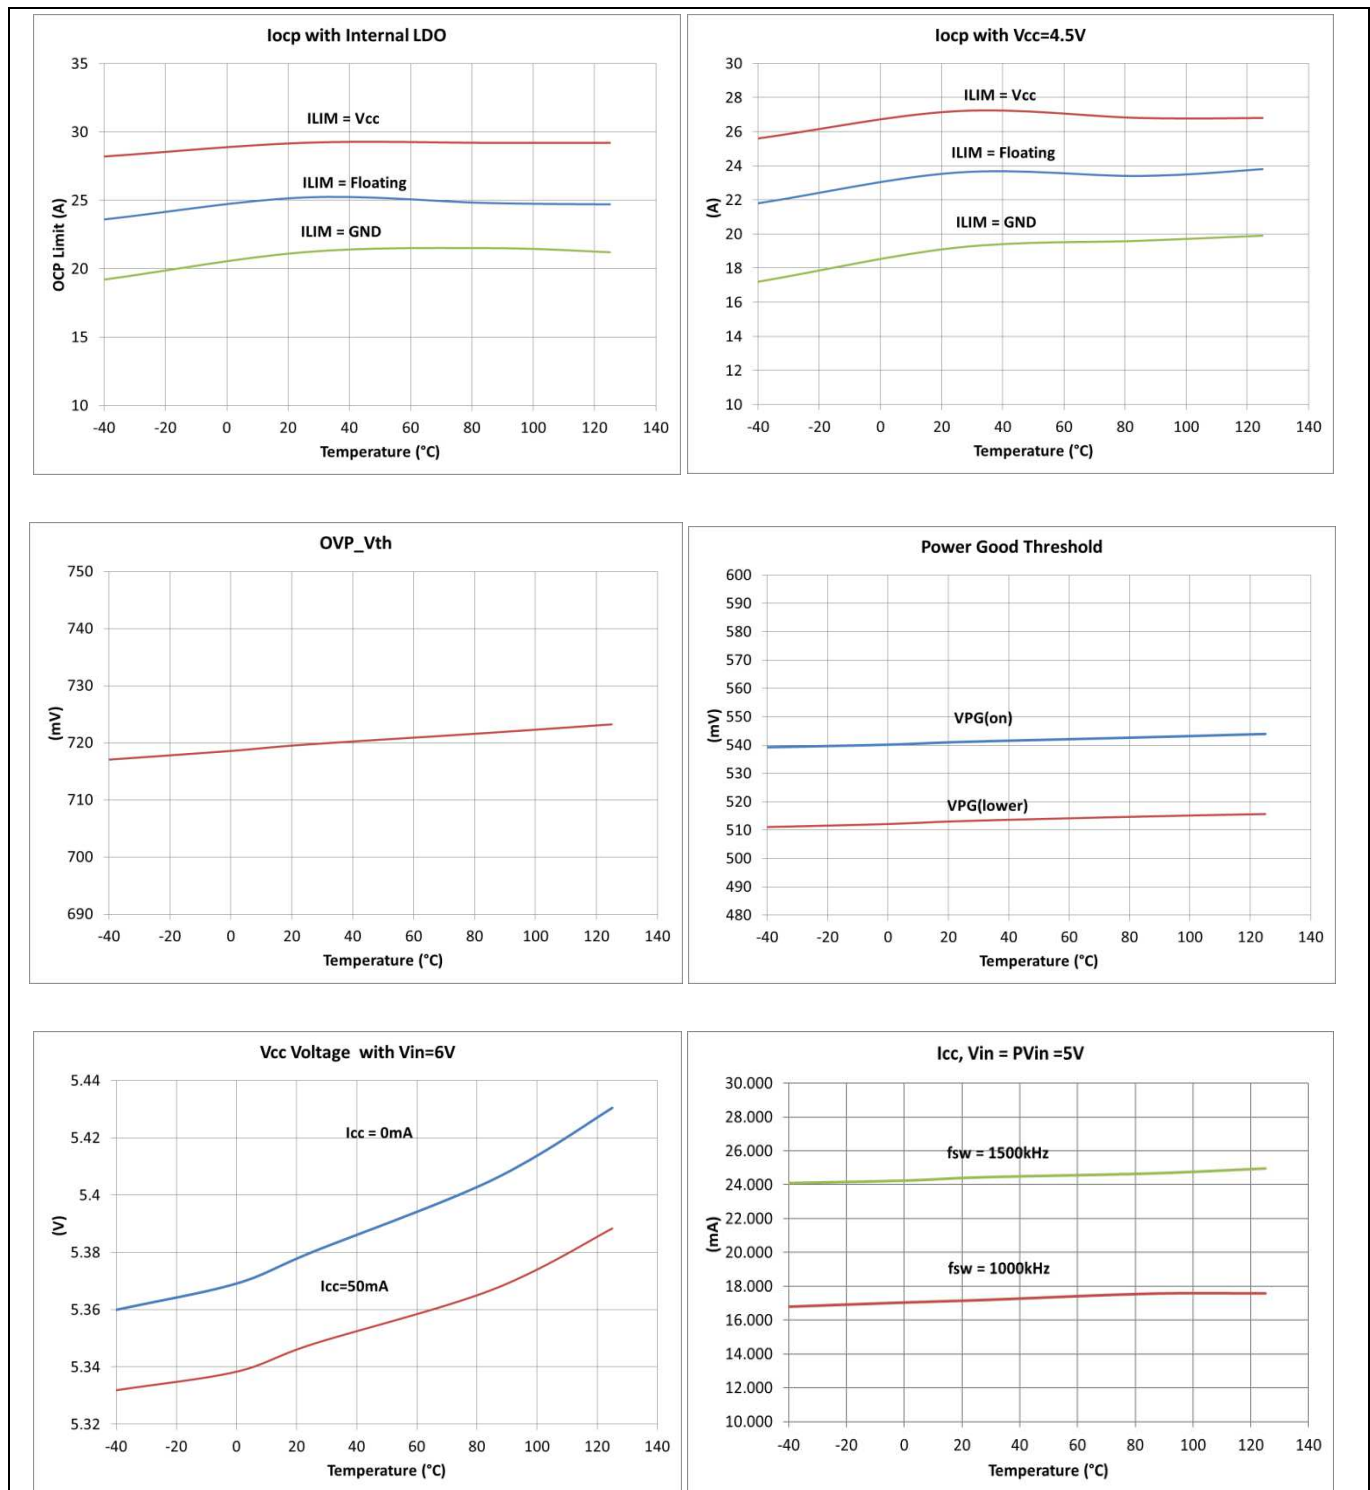 Iocp with Internal LDO
35
30
25
20
15
10
OCP Limit (A)
ILIM = Vcc
ILIM = Floating
ILIM = GND
-40 -20 0 20 40 60 80 100 120 140
Temperature (°C)
Iocp with Vcc=4.5V
30
28
26
24
22
20
18
16
14
12
10
(A)
ILIM = Vcc
ILIM = Floating
ILIM = GND
-40 -20 0 20 40 60 80 100 120 140
Temperature (°C)
OVP_Vth
750
740
730
720
710
700
690
(mV)
-40 -20 0 20 40 60 80 100 120 140
Temperature (°C)
Power Good Threshold
600
590
580
570
560
550
540
530
520
510
500
490
480
(mV)
VPG(on)
VPG(lower)
-40 -20 0 20 40 60 80 100 120 140
Temperature (°C)
Vcc Voltage with Vin=6V
5.44
5.42
5.4
5.38
5.36
5.34
5.32
(V)
Icc = 0mA
Icc=50mA
-40 -20 0 20 40 60 80 100 120 140
Temperature (°C)
Icc, Vin = PVin =5V
30.000
28.000
26.000
24.000
22.000
20.000
18.000
16.000
14.000
12.000
10.000
(mA)
fsw = 1500kHz
fsw = 1000kHz
-40 -20 0 20 40 60 80 100 120 140
Temperature (°C)